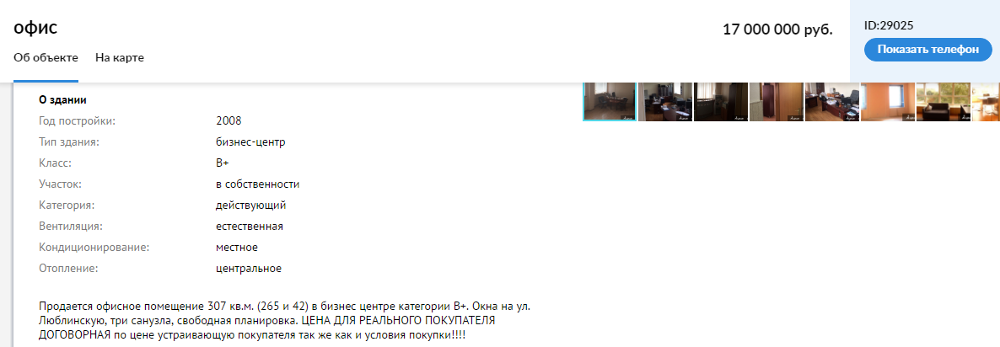 офис
17 000 000 руб.
ID:29025
Показать телефон
Об объекте
На карте
О здании
Год постройки: 2008
Тип здания: бизнес-центр
Класс: B+
Участок: в собственности
Категория: действующий
Вентиляция: естественная
Кондиционирование: местное
Отопление: центральное
Продается офисное помещение 307 кв.м. (265 и 42) в бизнес центре категории В+. Окна на ул.
Люблинскую, три санузла, свободная планировка. ЦЕНА ДЛЯ РЕАЛЬНОГО ПОКУПАТЕЛЯ
ДОГОВОРНАЯ по цене устраивающую покупателя так же как и условия покупки!!!!